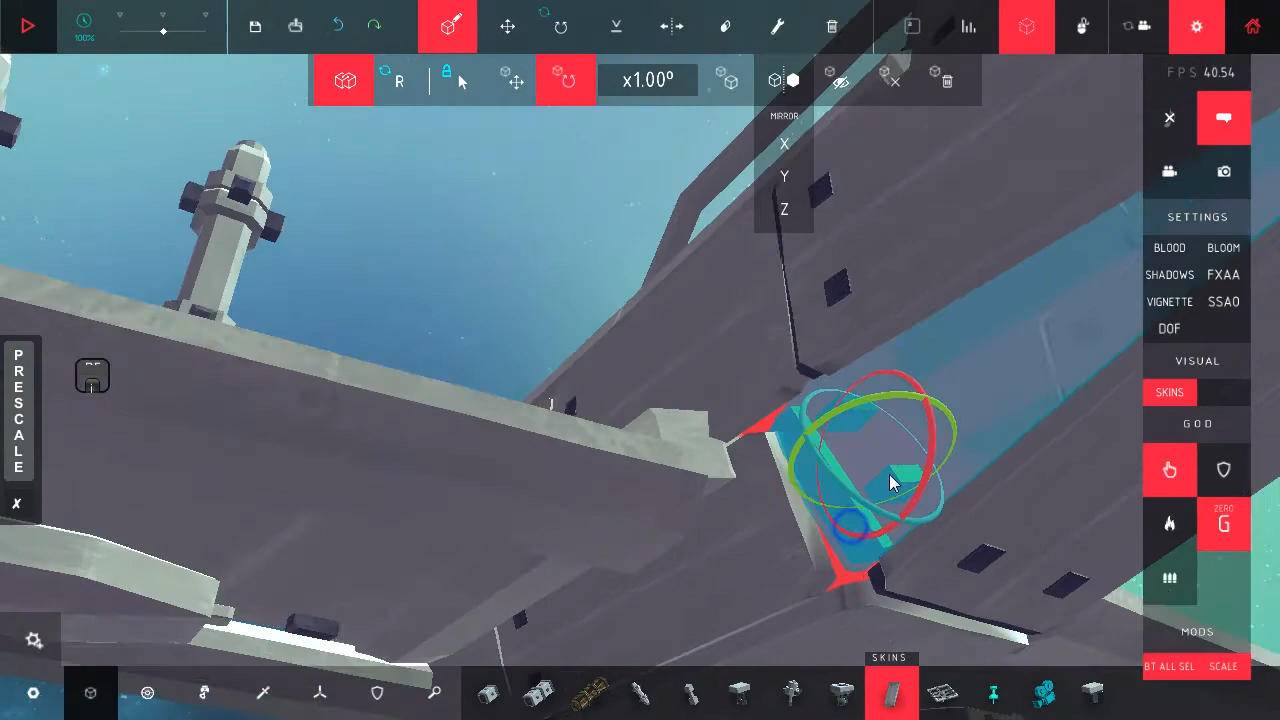 100%
R
x1.00º
MIRROR
X
Y
Z
FPS 40.54
SETTINGS
BLOOD BLOOM
SHADOWS FXAA
VIGNETTE SSAO
DOF
VISUAL
SKINS
GOD
ZERO
G
MODS
BT ALL SEL SCALE
PRESCALE
✗
SKINS